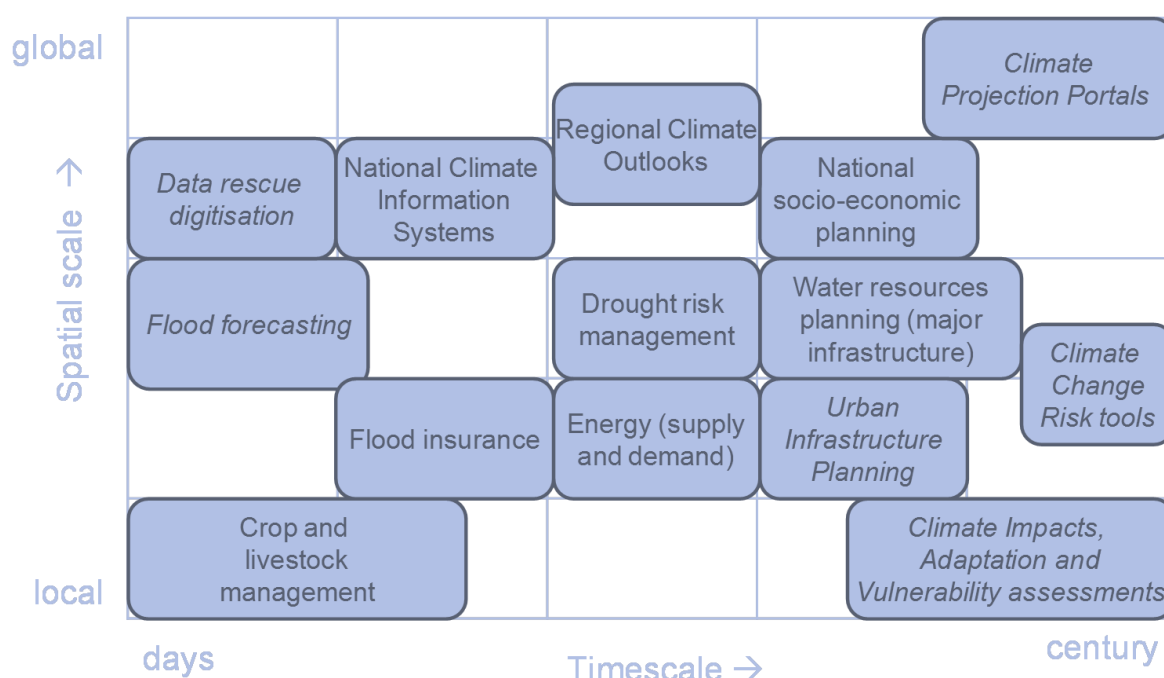 global
Climate
Projection Portals
Regional Climate
Outlooks
Data rescue
digitisation
National Climate
Information
Systems
National
socio-economic
planning
Spatial scale →
Flood forecasting
Drought risk
management
Water resources
planning (major
infrastructure)
Climate
Change
Risk tools
Flood insurance
Energy (supply
and demand)
Urban
Infrastructure
Planning
Crop and
livestock
management
Climate Impacts,
Adaptation and
Vulnerability assessments
local
days
Timescale →
century